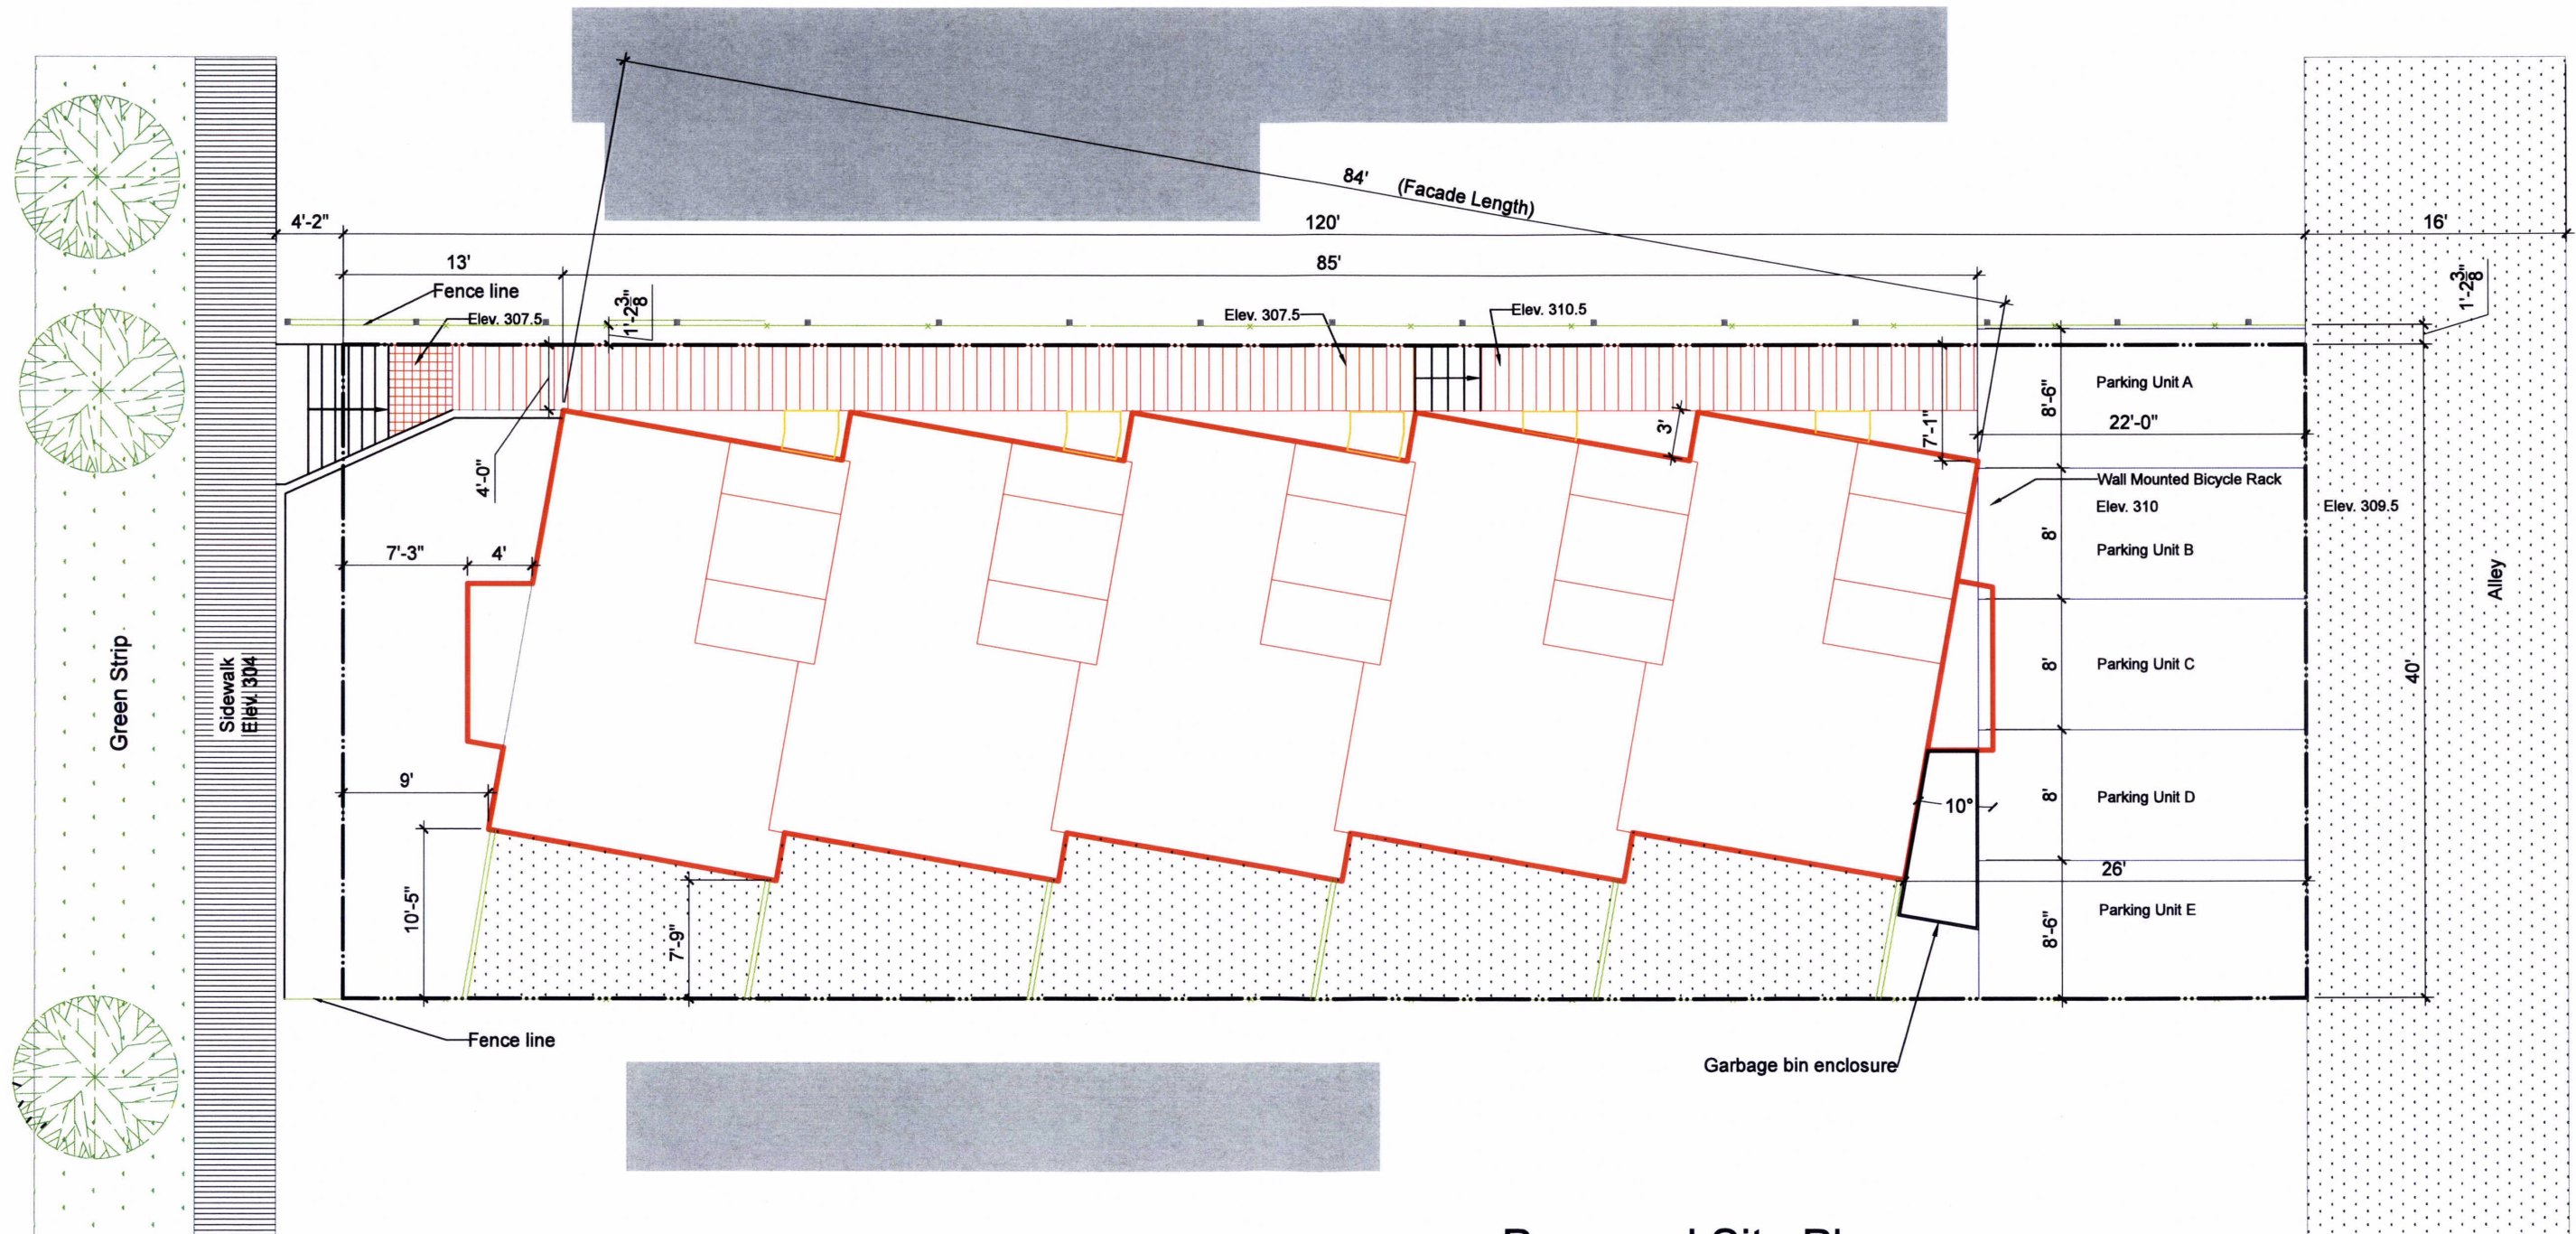 84' (Facade Length)
4'-2"
120'
16'
13'
85'
Fence line
1'-2 3/8"
1'-2 3/8"
Elev. 307.5
Elev. 307.5
Elev. 310.5
Parking Unit A
8'-6"
22'-0"
3'
7'-1"
4'-0"
Wall Mounted Bicycle Rack
Elev. 310
Elev. 309.5
7'-3"
4'
8'
Parking Unit B
Alley
Green Strip
Sidewalk
Elev. 304
8'
Parking Unit C
40'
9'
8'
Parking Unit D
10°
26'
10'-5"
7'-9"
8'-6"
Parking Unit E
Fence line
Garbage bin enclosure